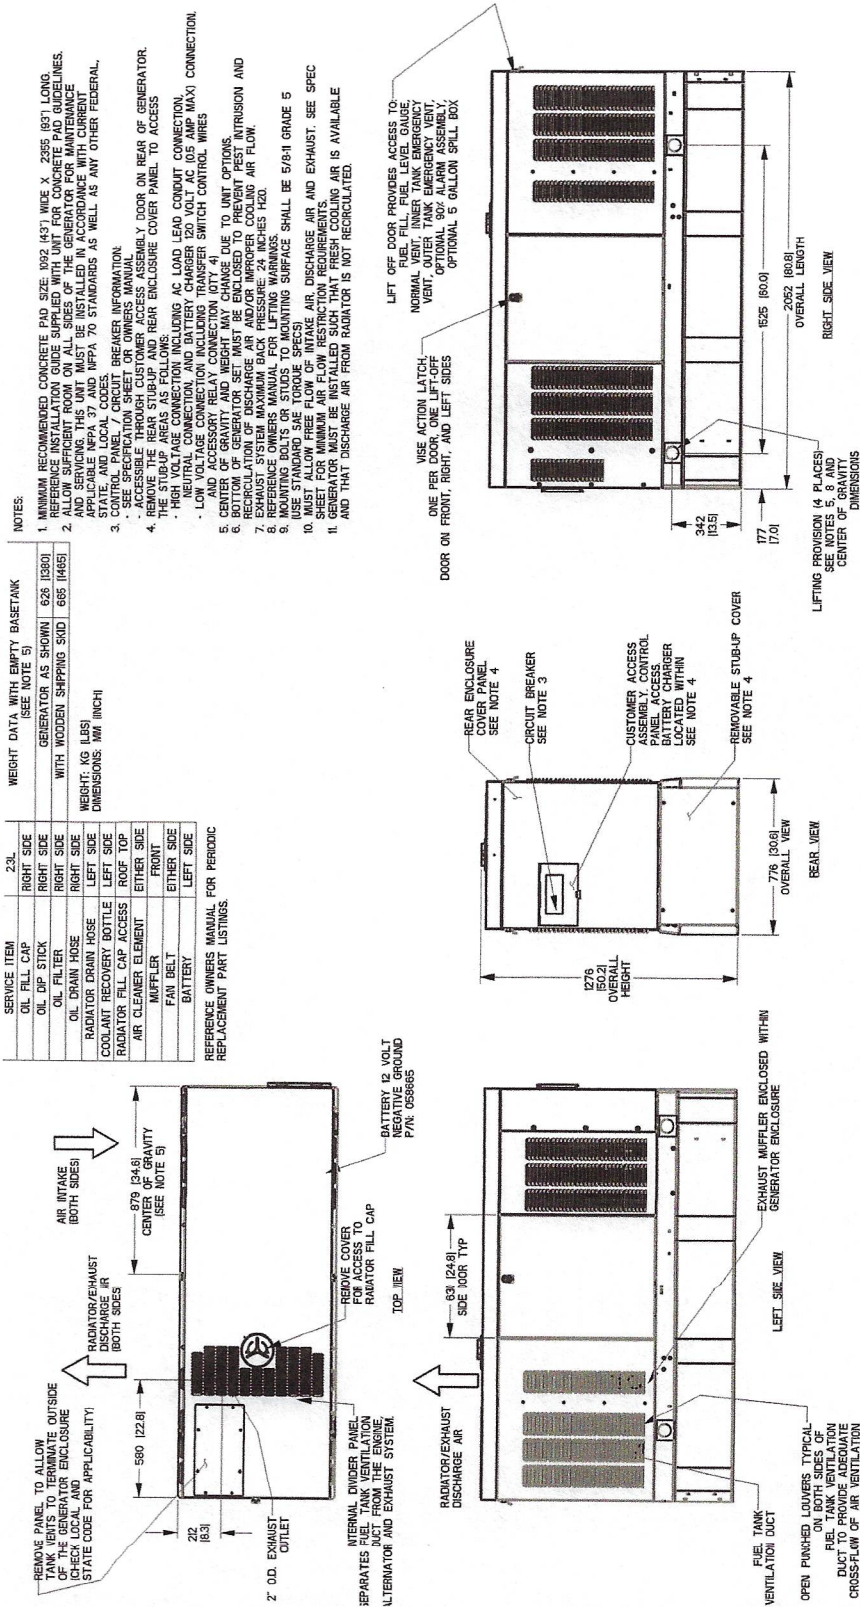 NOTES:
1. MINIMUM RECOMMENDED CONCRETE PAD SIZE: 1092 (43") WIDE X 2355 (93") LONG.
REFERENCE INSTALLATION GUIDE SUPPLIED WITH UNIT FOR CONCRETE PAD GUIDELINES.
2. ALLOW SUFFICIENT ROOM ON ALL SIDES OF THE GENERATOR FOR MAINTENANCE
AND SERVICING. THIS UNIT MUST BE INSTALLED IN ACCORDANCE WITH CURRENT
APPLICABLE NFPA 37 AND NFPA 70 STANDARDS AS WELL AS ANY OTHER FEDERAL,
STATE, AND LOCAL CODES.
3. CONTROL PANEL / CIRCUIT BREAKER INFORMATION:
- SEE SPECIFICATION SHEET OR OWNERS MANUAL
- ACCESSIBLE THROUGH CUSTOMER ACCESS ASSEMBLY DOOR ON REAR OF GENERATOR.
4. REMOVE THE REAR STUB-UP AND REAR ENCLOSURE COVER PANEL TO ACCESS
THE STUB-UP AREAS AS FOLLOWS:
- HIGH VOLTAGE CONNECTION INCLUDING AC LOAD LEAD CONDUIT CONNECTION,
NEUTRAL CONNECTION, AND BATTERY CHARGER 120 VOLT AC (0.5 AMP MAX) CONNECTION.
- LOW VOLTAGE CONNECTION INCLUDING TRANSFER SWITCH CONTROL WIRES
AND ACCESSORY RELAY CONNECTION (QTY 4)
5. CENTER OF GRAVITY AND WEIGHT MAY CHANGE DUE TO UNIT OPTIONS.
6. BOTTOM OF GENERATOR SET MUST BE ENCLOSED TO PREVENT PEST INTRUSION AND
RECIRCULATION OF DISCHARGE AIR AND/OR IMPROPER COOLING AIR FLOW.
7. EXHAUST SYSTEM MAXIMUM BACK PRESSURE: 24 INCHES H20.
8. REFERENCE OWNERS MANUAL FOR LIFTING WARNINGS.
9. MOUNTING BOLTS OR STUDS TO MOUNTING SURFACE SHALL BE 5/8-11 GRADE 5
(USE STANDARD SAE TORQUE SPECS)
10. MUST ALLOW FREE FLOW OF INTAKE AIR, DISCHARGE AIR AND EXHAUST. SEE SPEC
SHEET FOR MINIMUM AIR FLOW RESTRICTION REQUIREMENTS.
11. GENERATOR MUST BE INSTALLED SUCH THAT FRESH COOLING AIR IS AVAILABLE
AND THAT DISCHARGE AIR FROM RADIATOR IS NOT RECIRCULATED.
WEIGHT DATA WITH EMPTY BASETANK
(SEE NOTE 5)
GENERATOR AS SHOWN 626 [1380]
WITH WOODEN SHIPPING SKID 665 [1465]
WEIGHT: KG [LBS]
DIMENSIONS: MM [INCH]
SERVICE ITEM 2.3L
OIL FILL CAP RIGHT SIDE
OIL DIP STICK RIGHT SIDE
OIL FILTER RIGHT SIDE
OIL DRAIN HOSE RIGHT SIDE
RADIATOR DRAIN HOSE LEFT SIDE
COOLANT RECOVERY BOTTLE LEFT SIDE
RADIATOR FILL CAP ACCESS ROOF TOP
AIR CLEANER ELEMENT EITHER SIDE
MUFFLER FRONT
FAN BELT EITHER SIDE
BATTERY LEFT SIDE
REFERENCE OWNERS MANUAL FOR PERIODIC
REPLACEMENT PART LISTINGS.
REMOVE PANEL TO ALLOW
TANK VENTS TO TERMINATE OUTSIDE
OF THE GENERATOR ENCLOSURE
(CHECK LOCAL AND
STATE CODE FOR APPLICABILITY)
RADIATOR/EXHAUST
DISCHARGE AIR
(BOTH SIDES)
AIR INTAKE
(BOTH SIDES)
580 [22.8]
879 [34.6]
CENTER OF GRAVITY
(SEE NOTE 5)
212
[8.3]
2" O.D. EXHAUST
OUTLET
INTERNAL DIVIDER PANEL
SEPARATES FUEL TANK VENTILATION
DUCT FROM THE ENGINE,
ALTERNATOR AND EXHAUST SYSTEM.
REMOVE COVER
FOR ACCESS TO
RADIATOR FILL CAP
BATTERY 12 VOLT
NEGATIVE GROUND
P/N: 058665
TOP VIEW
RADIATOR/EXHAUST
DISCHARGE AIR
631 [24.8]
SIDE DOOR TYP
FUEL TANK
VENTILATION DUCT
OPEN PUNCHED LOUVERS TYPICAL
ON BOTH SIDES OF
FUEL TANK VENTILATION
DUCT TO PROVIDE ADEQUATE
CROSS-FLOW OF AIR VENTILATION
EXHAUST MUFFLER ENCLOSED WITHIN
GENERATOR ENCLOSURE
LEFT SIDE VIEW
1276
[50.2]
OVERALL
HEIGHT
776 [30.6]
OVERALL VIEW
REAR VIEW
REAR ENCLOSURE
COVER PANEL
SEE NOTE 4
CIRCUIT BREAKER
SEE NOTE 3
CUSTOMER ACCESS
ASSEMBLY. CONTROL
PANEL ACCESS.
BATTERY CHARGER
LOCATED WITHIN
SEE NOTE 4
REMOVABLE STUB-UP COVER
SEE NOTE 4
LIFT OFF DOOR PROVIDES ACCESS TO:
FUEL FILL, FUEL LEVEL GAUGE,
NORMAL VENT, INNER TANK EMERGENCY
VENT, OUTER TANK EMERGENCY VENT,
OPTIONAL 90% ALARM ASSEMBLY,
OPTIONAL 5 GALLON SPILL BOX
VISE ACTION LATCH,
ONE PER DOOR, ONE LIFT-OFF
DOOR ON FRONT, RIGHT, AND LEFT SIDES
342
[13.5]
177
[7.0]
1525 [60.0]
2052 [80.8]
OVERALL LENGTH
RIGHT SIDE VIEW
LIFTING PROVISION (4 PLACES)
SEE NOTES 5, 8 AND
CENTER OF GRAVITY
DIMENSIONS